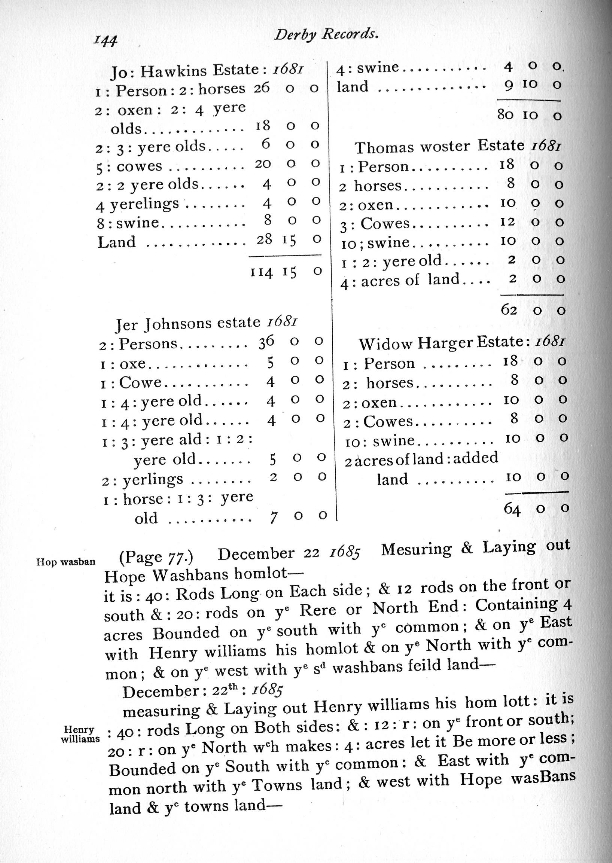 144
Derby Records.
Jo: Hawkins Estate: 1681
1: Person: 2: horses 26 0 0
2: oxen: 2: 4 yere
olds............. 18 0 0
2: 3: yere olds..... 6 0 0
5: cowes .......... 20 0 0
2: 2 yere olds...... 4 0 0
4 yerelings ........ 4 0 0
8: swine........... 8 0 0
Land ............. 28 15 0
114 15 0
Jer Johnsons estate 1681
2: Persons......... 36 0 0
1: oxe............. 5 0 0
1: Cowe........... 4 0 0
1: 4: yere old...... 4 0 0
1: 4: yere old...... 4 0 0
1: 3: yere ald: 1: 2:
yere old....... 5 0 0
2: yerlings ........ 2 0 0
1: horse: 1: 3: yere
old ........... 7 0 0
4: swine........... 4 0 0.
land .............. 9 10 0
80 10 0
Thomas woster Estate 1681
1: Person.......... 18 0 0
2 horses........... 8 0 0
2: oxen............ 10 0 0
3: Cowes.......... 12 0 0
10; swine.......... 10 0 0
1: 2: yere old...... 2 0 0
4: acres of land.... 2 0 0
62 0 0
Widow Harger Estate: 1681
1: Person ......... 18 0 0
2: horses.......... 8 0 0
2: oxen............ 10 0 0
2: Cowes.......... 8 0 0
10: swine.......... 10 0 0
2 acres of land: added
land .......... 10 0 0
64 0 0
Hop wasban
(Page 77.) December 22 1685 Mesuring & Laying out
Hope Washbans homlot—
it is: 40: Rods Long on Each side; & 12 rods on the front or
south &: 20: rods on yᵉ Rere or North End: Containing 4
acres Bounded on yᵉ south with yᵉ common; & on yᵉ East
with Henry williams his homlot & on yᵉ North with yᵉ com-
mon; & on yᵉ west with yᵉ sᵈ washbans feild land—
December: 22ᵗʰ: 1685
measuring & Laying out Henry williams his hom lott: it is
Henry
williams
: 40: rods Long on Both sides: &: 12: r: on yᵉ front or south;
20: r: on yᵉ North wᶜh makes: 4: acres let it Be more or less;
Bounded on yᵉ South with yᵉ common: & East with yᵉ com-
mon north with yᵉ Towns land; & west with Hope wasBans
land & yᵉ towns land—